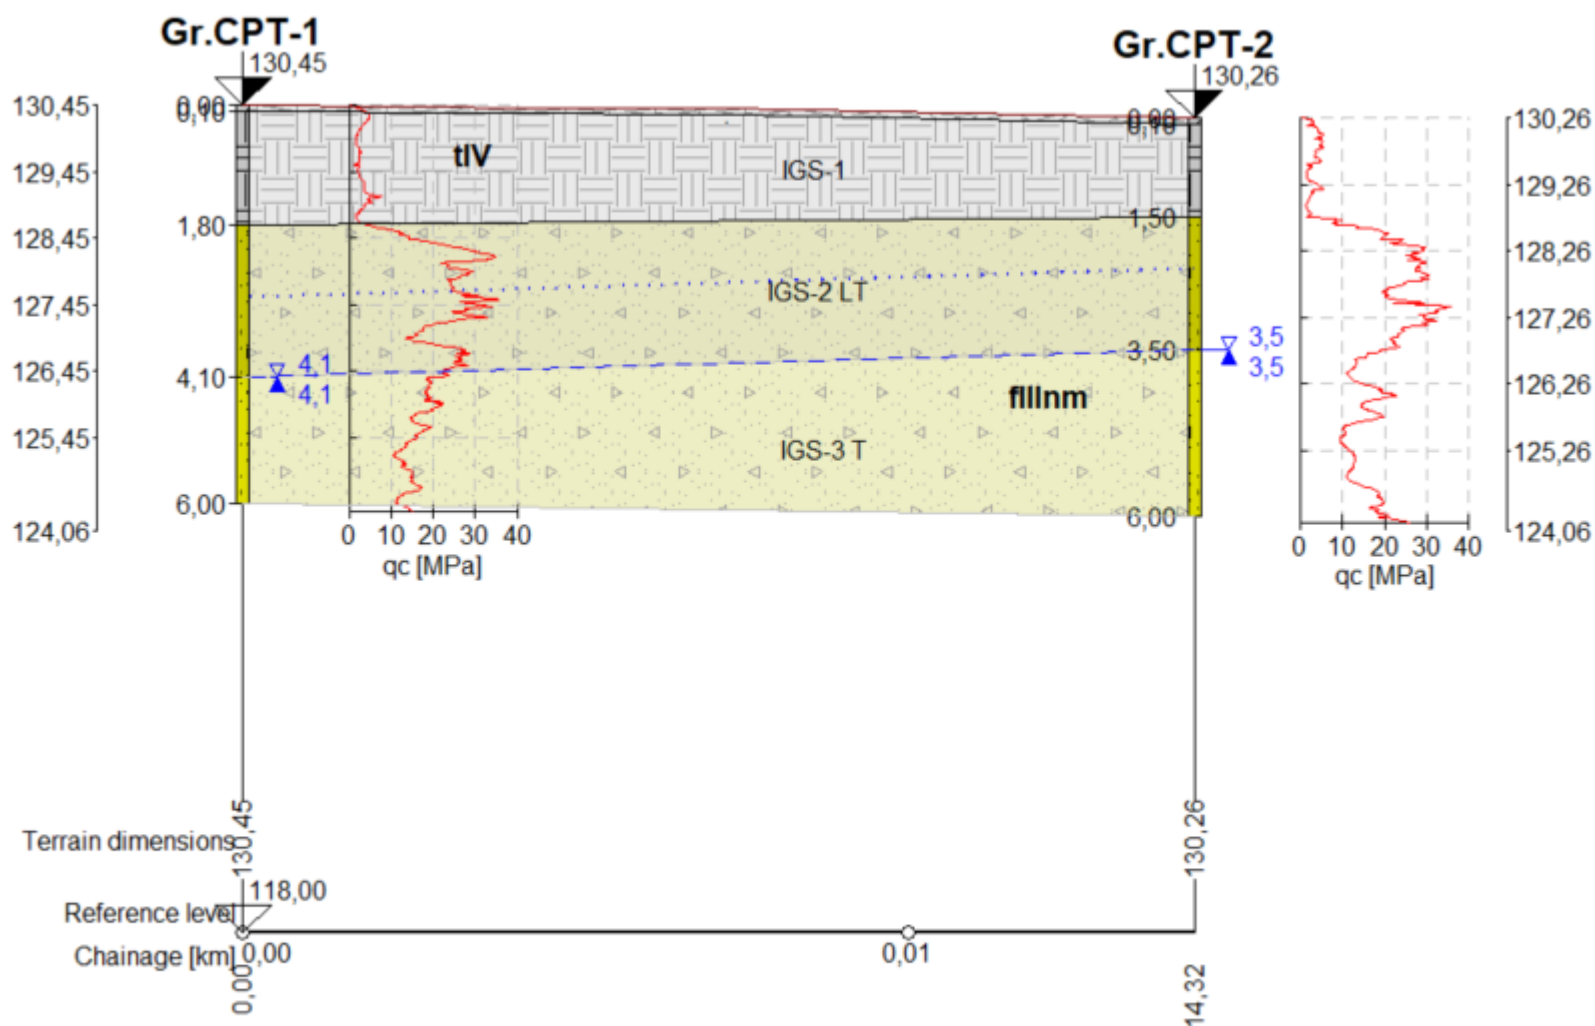 Gr.CPT-1
Gr.CPT-2
130,45
130,26
130,45
129,45
128,45
127,45
126,45
125,45
124,06
0,00
0,10
1,80
4,10
6,00
tIV
IGS-1
IGS-2 LT
4,1
4,1
fIIInm
IGS-3 T
0 10 20 30 40
qc [MPa]
0,00
0,10
1,50
3,50
6,00
3,5
3,5
0 10 20 30 40
qc [MPa]
130,26
129,26
128,26
127,26
126,26
125,26
124,06
Terrain dimensions
130,45
130,26
Reference level
118,00
Chainage [km]
0,00
0,01
0,00
14,32